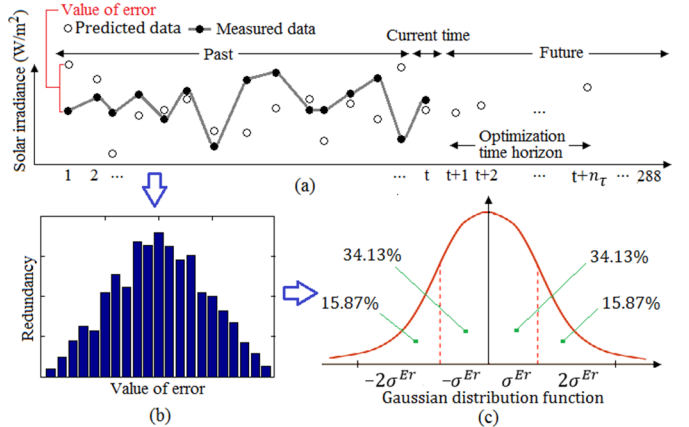 Value of error
Predicted data
Measured data
Current time
Past
Future
Solar irradiance (W/m²)
Optimization
time horizon
1 2 ... ... t t+1 t+2 ... t+n_τ ... 288
...
(a)
Redundancy
Value of error
(b)
34.13%
34.13%
15.87%
15.87%
-2σ^Er -σ^Er σ^Er 2σ^Er
Gaussian distribution function
(c)